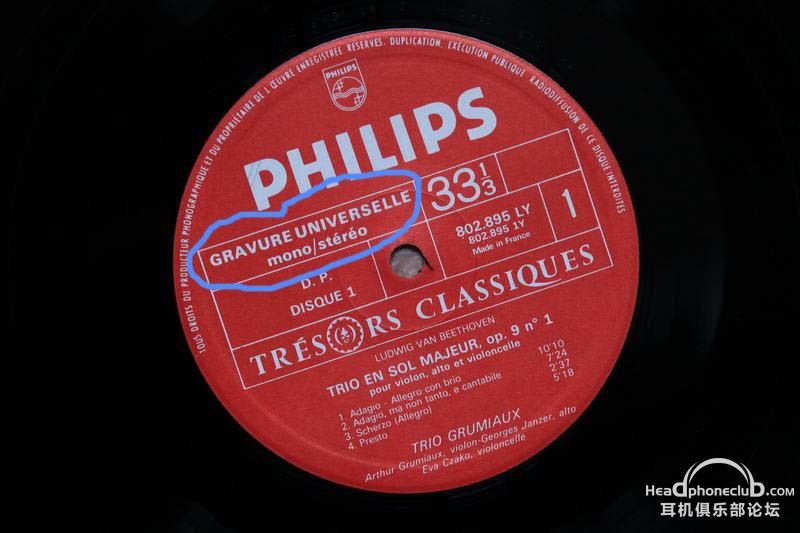 TOUS DROITS DU PRODUCTEUR PHONOGRAPHIQUE ET DU PROPRIETAIRE DE L'ŒUVRE ENREGISTREE RESERVES. DUPLICATION, EXECUTION PUBLIQUE RADIODIFFUSION DE CE DISQUE INTERDITES
PHILIPS
PHILIPS
GRAVURE UNIVERSELLE
mono/stéréo
33 1/3
D. P.
DISQUE 1
802.895 LY
802.895 1Y
Made in France
1
TRÉSORS CLASSIQUES
LUDWIG VAN BEETHOVEN
TRIO EN SOL MAJEUR, op. 9 n° 1
pour violon, alto et violoncelle
1. Adagio - Allegro con brio 10'10
2. Adagio, ma non tanto, e cantabile 7'24
3. Scherzo (Allegro) 2'37
4. Presto 5'18
TRIO GRUMIAUX
Arthur Grumiaux, violon-Georges Janzer, alto
Eva Czako, violoncelle
Headphoneclub.com
耳机俱乐部论坛